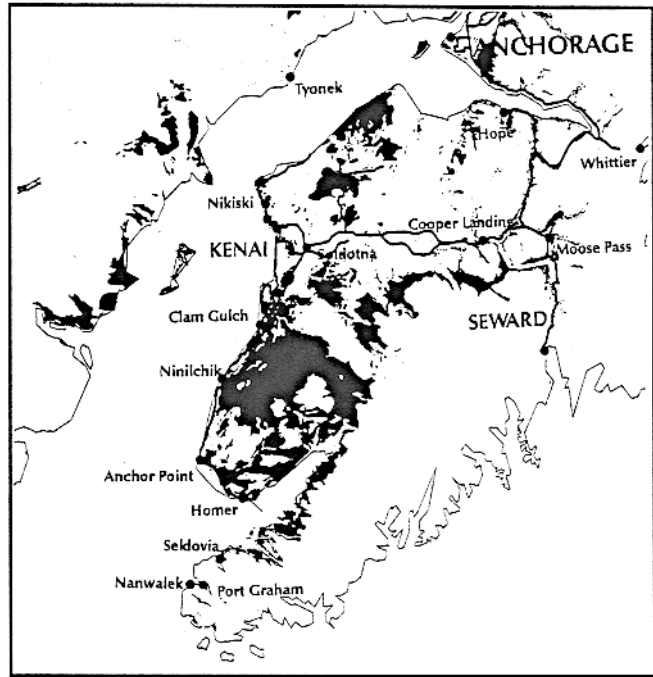 ANCHORAGE
Tyonek
Hope
Whittier
Nikiski
Cooper Landing
KENAI
Soldotna
Moose Pass
Clam Gulch
SEWARD
Ninilchik
Anchor Point
Homer
Seldovia
Nanwalek
Port Graham